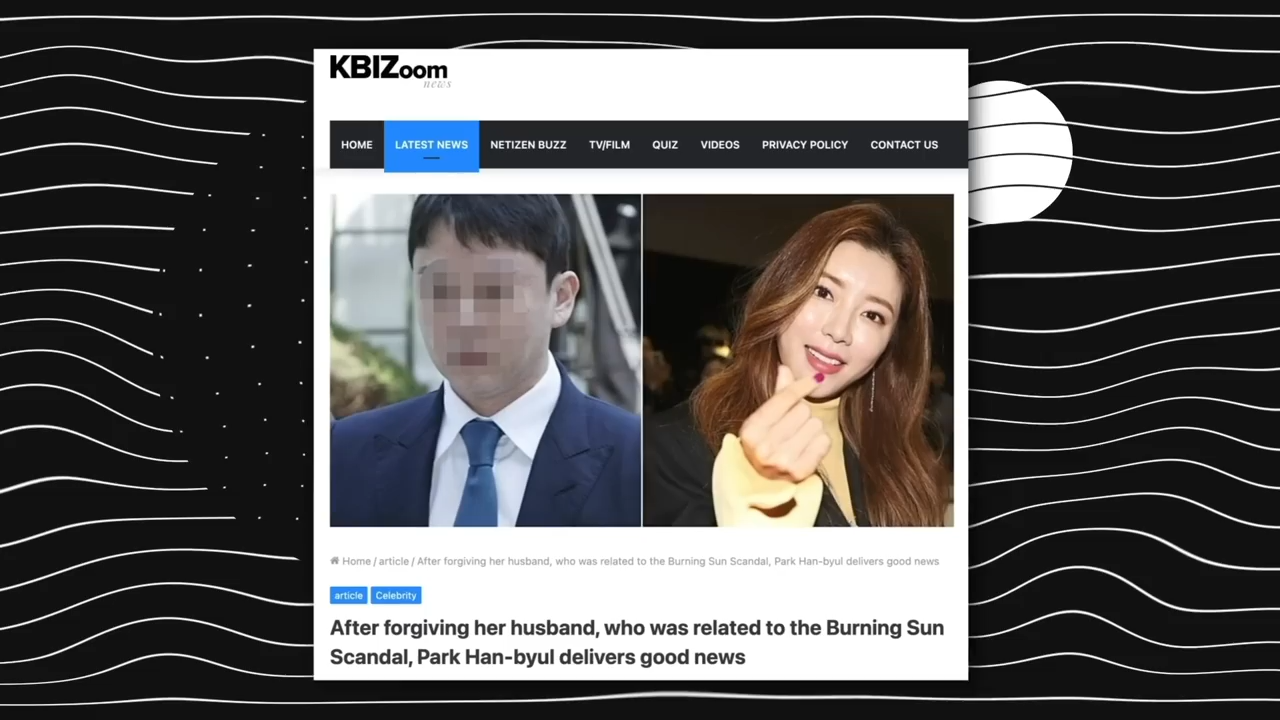 KBIZoom
news
HOME LATEST NEWS NETIZEN BUZZ TV/FILM QUIZ VIDEOS PRIVACY POLICY CONTACT US
Home / article / After forgiving her husband, who was related to the Burning Sun Scandal, Park Han-byul delivers good news
article Celebrity
After forgiving her husband, who was related to the Burning Sun
Scandal, Park Han-byul delivers good news